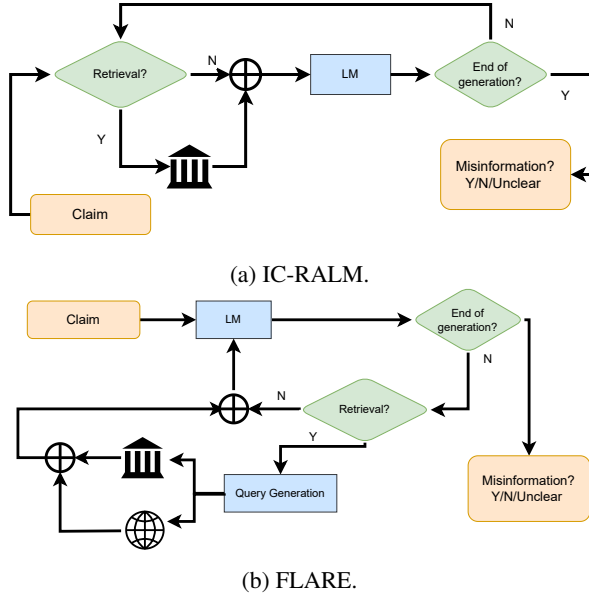 N
Retrieval?
N
LM
End of
generation?
Y
Y
Misinformation?
Y/N/Unclear
Claim
(a) IC-RALM.
Claim
LM
End of
generation?
N
N
Retrieval?
Y
Query Generation
Misinformation?
Y/N/Unclear
(b) FLARE.